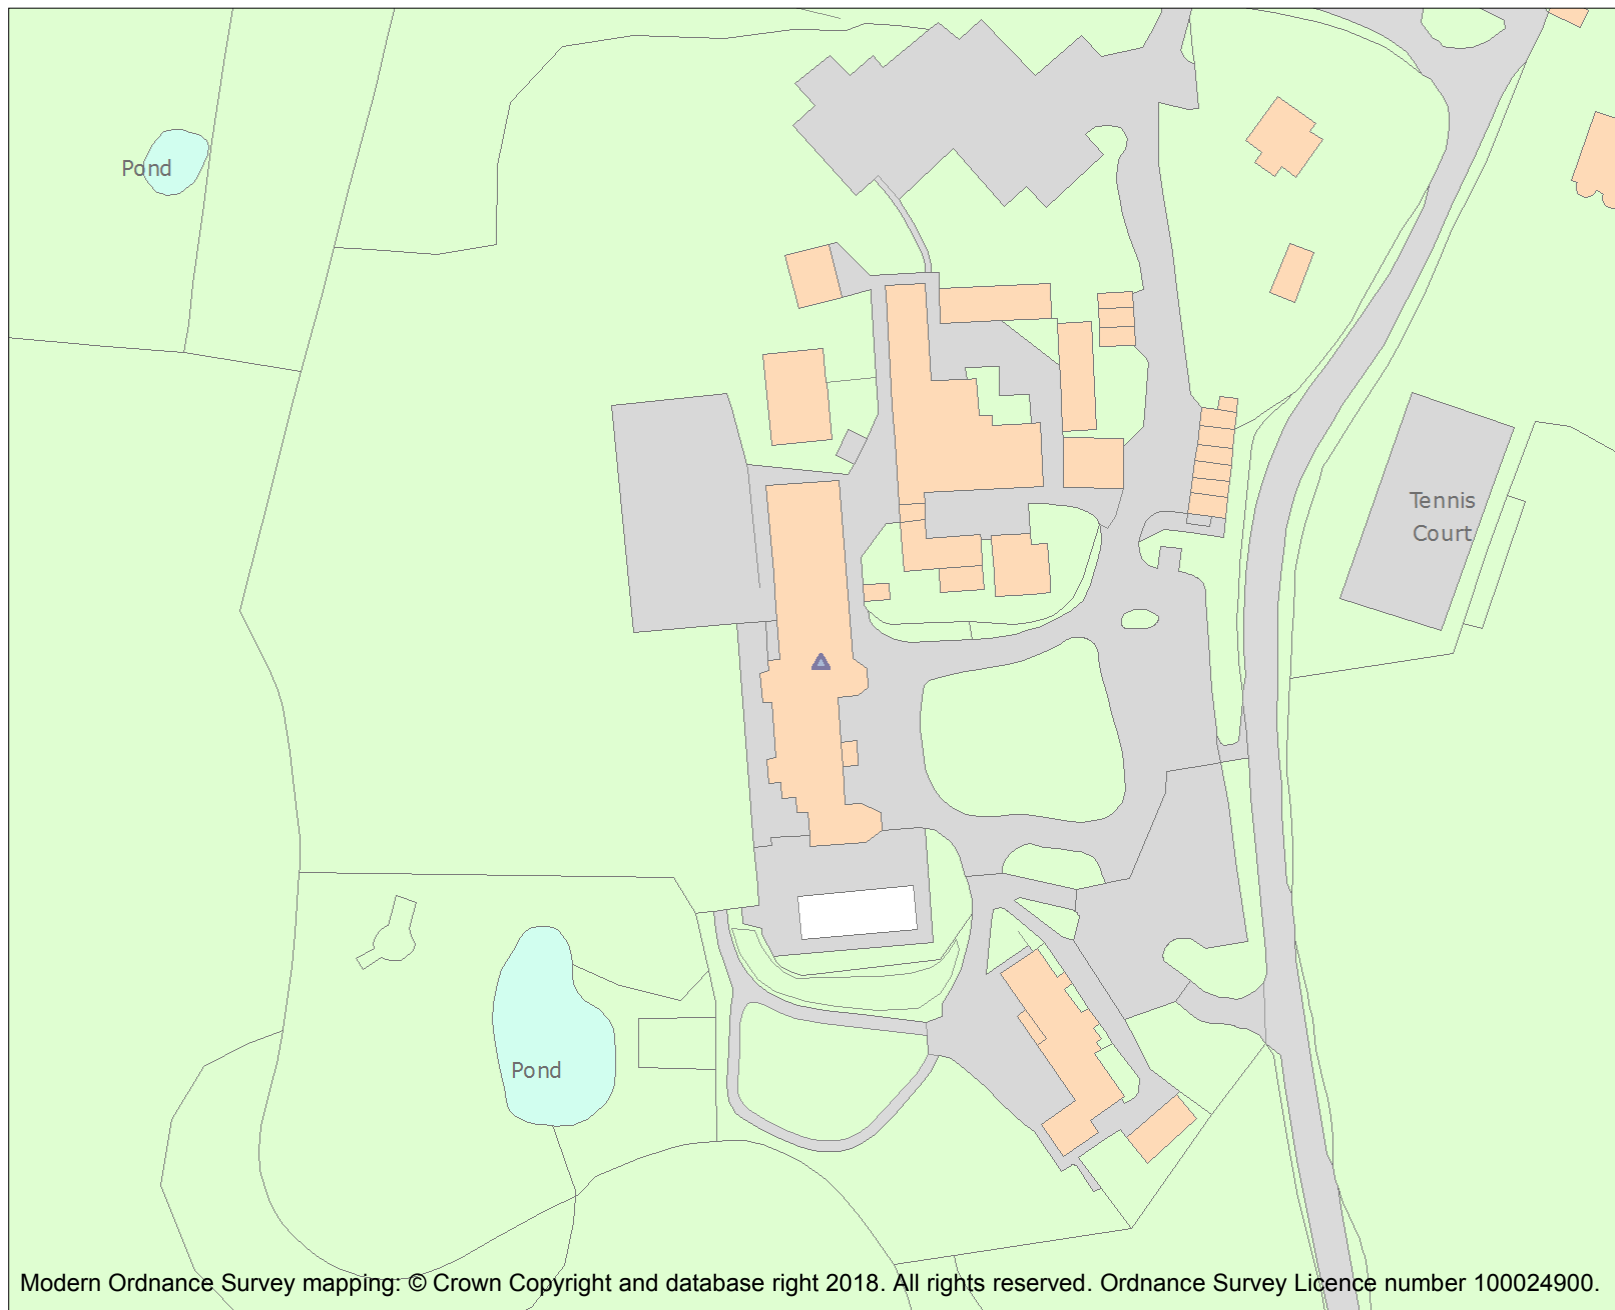 Pond
Tennis
Court
Pond
Modern Ordnance Survey mapping: © Crown Copyright and database right 2018. All rights reserved. Ordnance Survey Licence number 100024900.